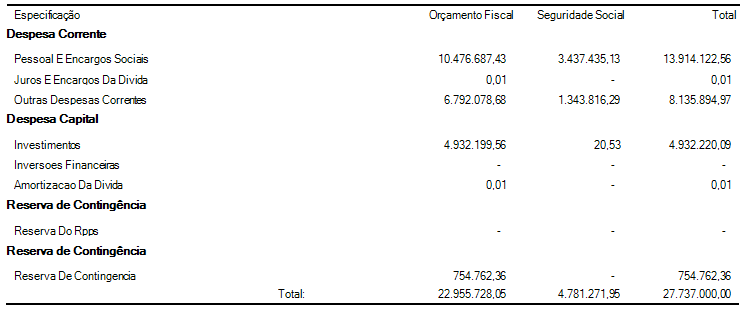 Especificação Orçamento Fiscal Seguridade Social Total
Despesa Corrente
Pessoal E Encargos Sociais 10.476.687,43 3.437.435,13 13.914.122,56
Juros E Encargos Da Divida 0,01 - 0,01
Outras Despesas Correntes 6.792.078,68 1.343.816,29 8.135.894,97
Despesa Capital
Investimentos 4.932.199,56 20,53 4.932.220,09
Inversoes Financeiras - - -
Amortizacao Da Divida 0,01 - 0,01
Reserva de Contingência
Reserva Do Rpps - - -
Reserva de Contingência
Reserva De Contingencia 754.762,36 - 754.762,36
Total: 22.955.728,05 4.781.271,95 27.737.000,00